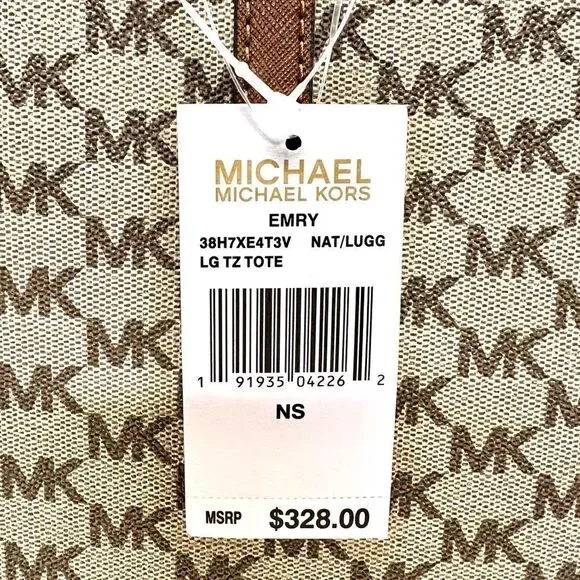 MICHAEL
MICHAEL KORS
EMRY
38H7XE4T3V NAT/LUGG
LG TZ TOTE
1 91935 04226 2
NS
MSRP $328.00